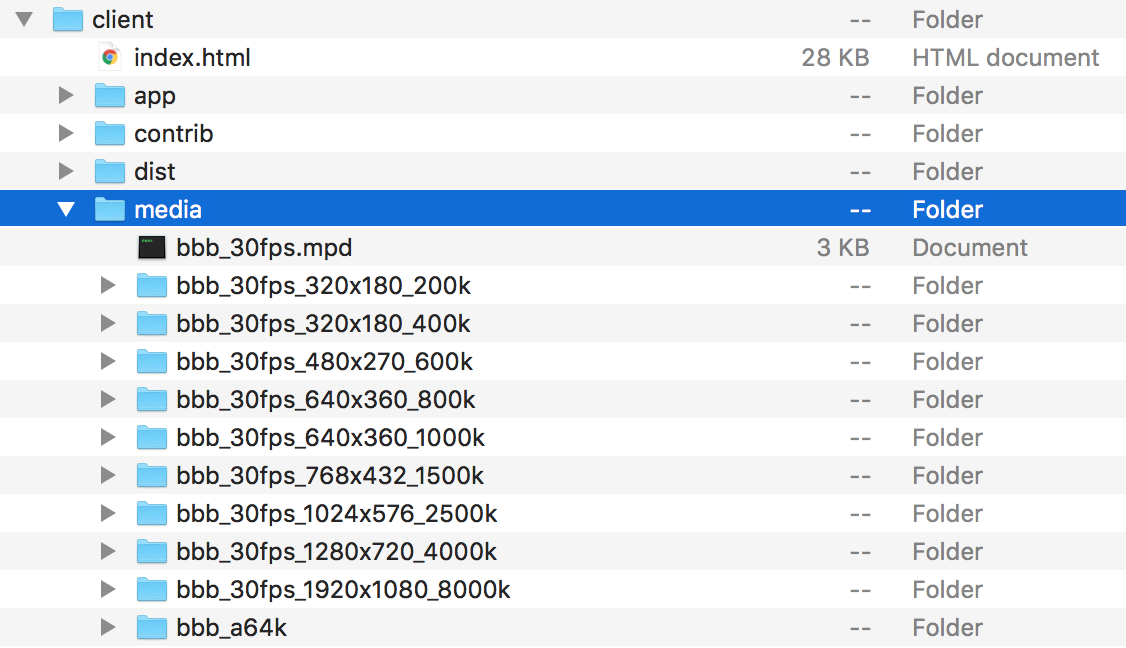 client -- Folder
index.html 28 KB HTML document
app -- Folder
contrib -- Folder
dist -- Folder
media -- Folder
bbb_30fps.mpd 3 KB Document
bbb_30fps_320x180_200k -- Folder
bbb_30fps_320x180_400k -- Folder
bbb_30fps_480x270_600k -- Folder
bbb_30fps_640x360_800k -- Folder
bbb_30fps_640x360_1000k -- Folder
bbb_30fps_768x432_1500k -- Folder
bbb_30fps_1024x576_2500k -- Folder
bbb_30fps_1280x720_4000k -- Folder
bbb_30fps_1920x1080_8000k -- Folder
bbb_a64k -- Folder